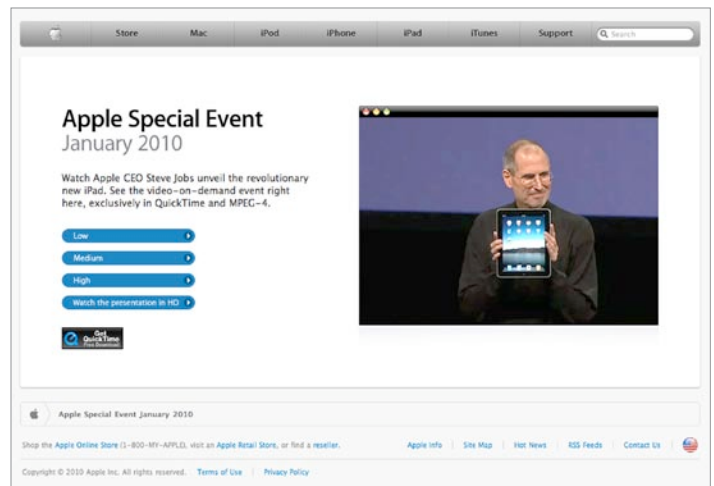 Store Mac iPod iPhone iPad iTunes Support Search
Apple Special Event
January 2010
Watch Apple CEO Steve Jobs unveil the revolutionary
new iPad. See the video-on-demand event right
here, exclusively in QuickTime and MPEG-4.
Low
Medium
High
Watch the presentation in HD
Get
QuickTime
Free Download
Apple Special Event January 2010
Shop the Apple Online Store (1-800-MY-APPLE), visit an Apple Retail Store, or find a reseller.
Apple Info Site Map Hot News RSS Feeds Contact Us
Copyright © 2010 Apple Inc. All rights reserved. Terms of Use Privacy Policy